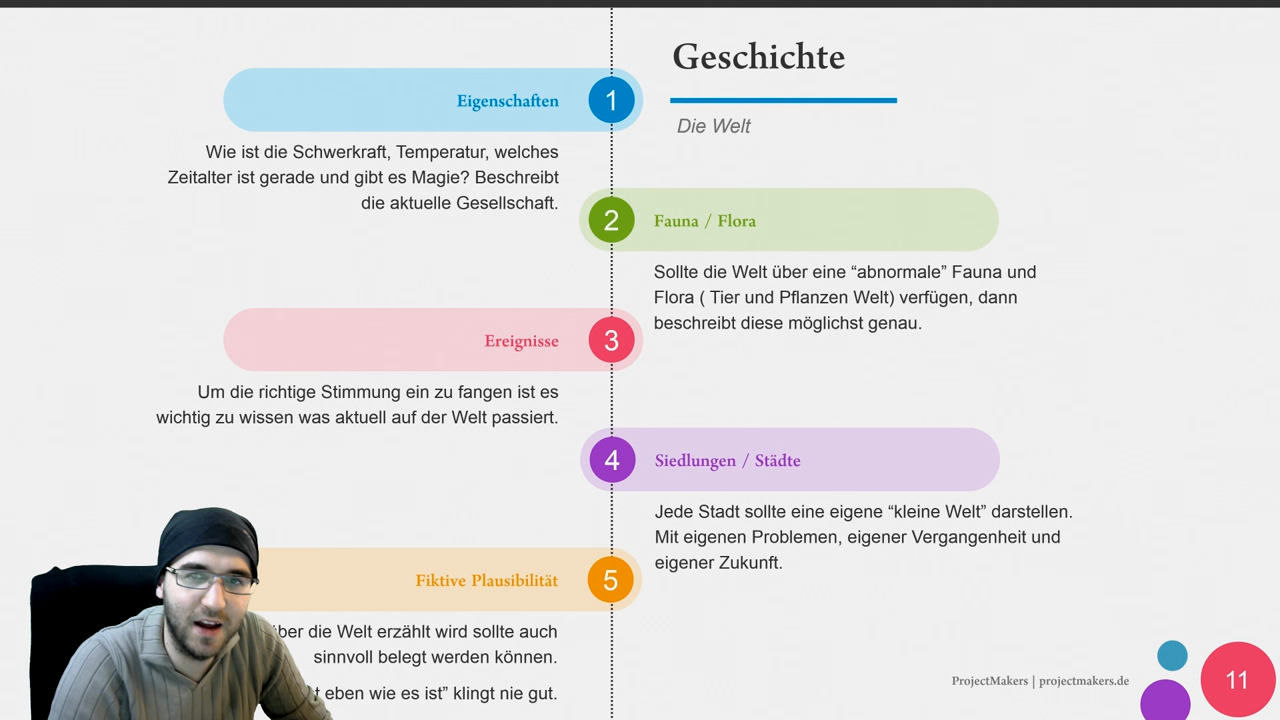 Geschichte
Die Welt
1
Eigenschaften
Wie ist die Schwerkraft, Temperatur, welches
Zeitalter ist gerade und gibt es Magie? Beschreibt
die aktuelle Gesellschaft.
2
Fauna / Flora
Sollte die Welt über eine “abnormale” Fauna und
Flora ( Tier und Pflanzen Welt) verfügen, dann
beschreibt diese möglichst genau.
3
Ereignisse
Um die richtige Stimmung ein zu fangen ist es
wichtig zu wissen was aktuell auf der Welt passiert.
4
Siedlungen / Städte
Jede Stadt sollte eine eigene “kleine Welt” darstellen.
Mit eigenen Problemen, eigener Vergangenheit und
eigener Zukunft.
5
Fiktive Plausibilität
die Welt erzählt wird sollte auch
sinnvoll belegt werden können.
eben wie es ist” klingt nie gut.
ProjectMakers | projectmakers.de
11